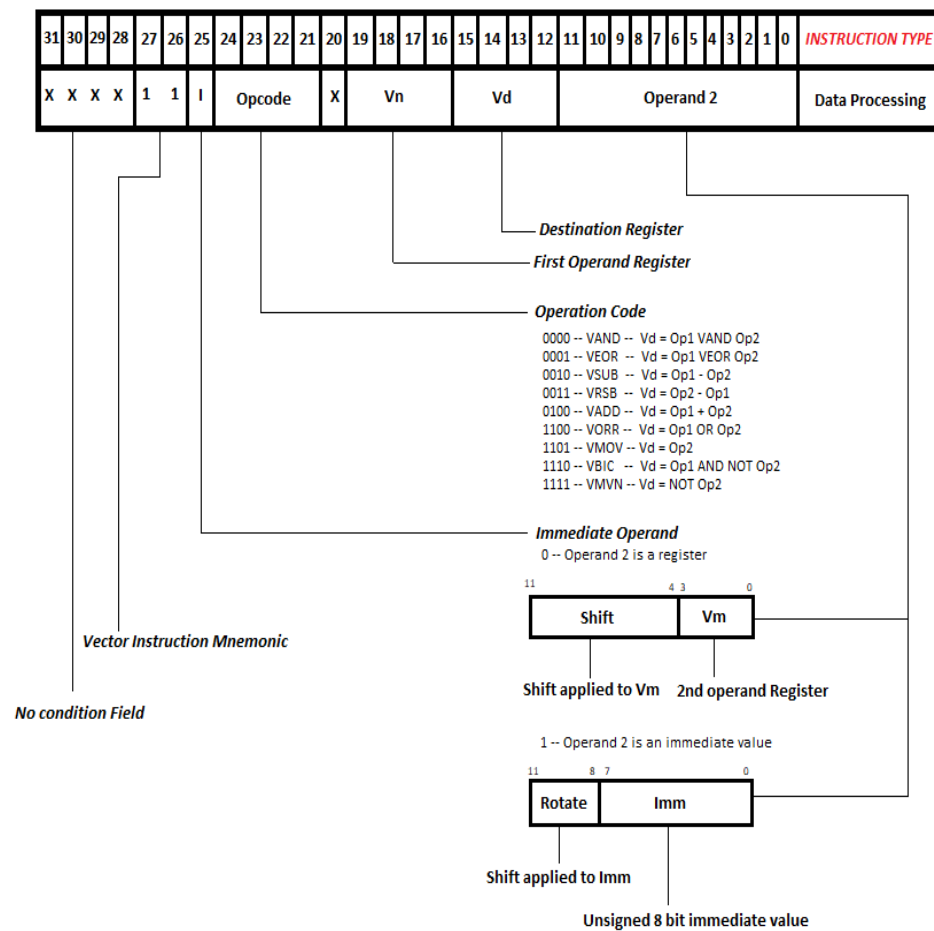 31 30 29 28 27 26 25 24 23 22 21 20 19 18 17 16 15 14 13 12 11 10 9 8 7 6 5 4 3 2 1 0 INSTRUCTION TYPE
X X X X 1 1 I Opcode X Vn Vd Operand 2 Data Processing
Destination Register
First Operand Register
Operation Code
0000 -- VAND -- Vd = Op1 VAND Op2
0001 -- VEOR -- Vd = Op1 VEOR Op2
0010 -- VSUB -- Vd = Op1 - Op2
0011 -- VRSB -- Vd = Op2 - Op1
0100 -- VADD -- Vd = Op1 + Op2
1100 -- VORR -- Vd = Op1 OR Op2
1101 -- VMOV -- Vd = Op2
1110 -- VBIC -- Vd = Op1 AND NOT Op2
1111 -- VMVN -- Vd = NOT Op2
Immediate Operand
0 -- Operand 2 is a register
11 4 3 0
Shift Vm
Vector Instruction Mnemonic
Shift applied to Vm 2nd operand Register
No condition Field
1 -- Operand 2 is an immediate value
11 8 7 0
Rotate Imm
Shift applied to Imm
Unsigned 8 bit immediate value